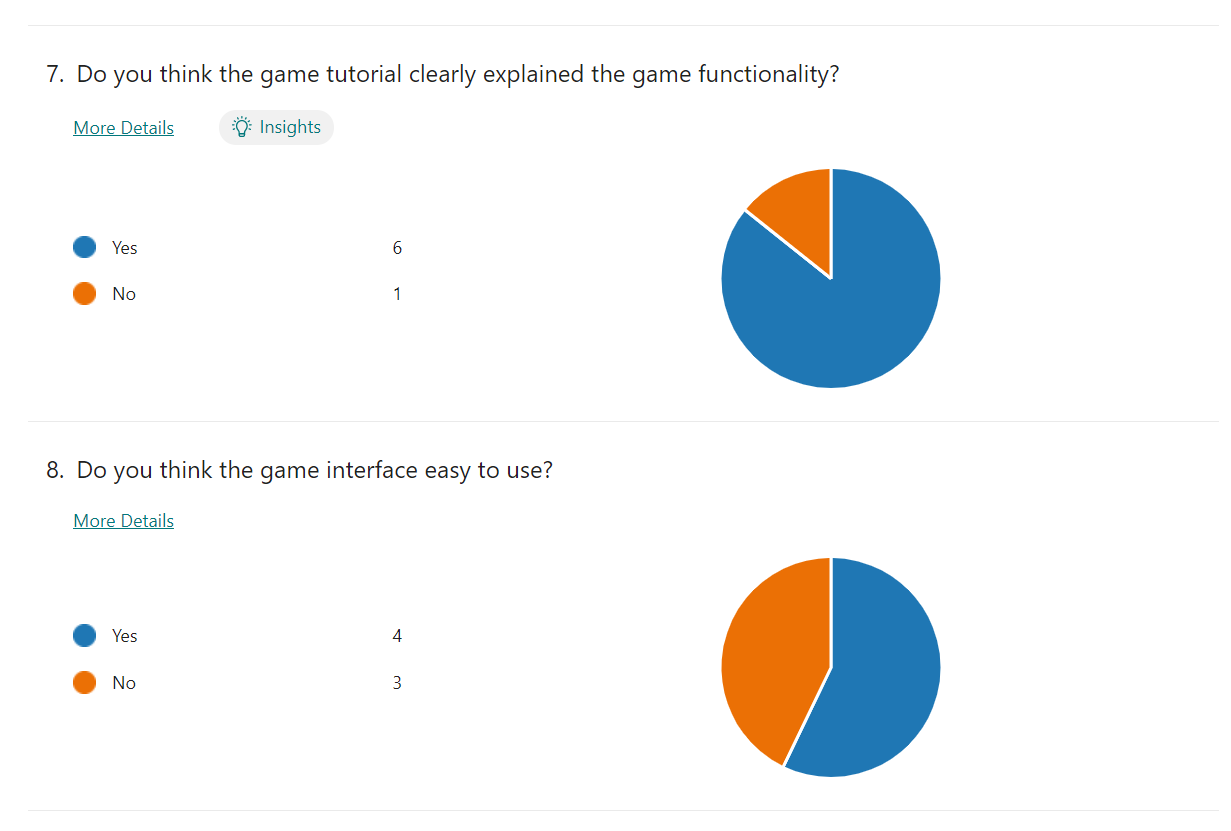 7. Do you think the game tutorial clearly explained the game functionality?
More Details Insights
Yes 6
No 1
8. Do you think the game interface easy to use?
More Details
Yes 4
No 3